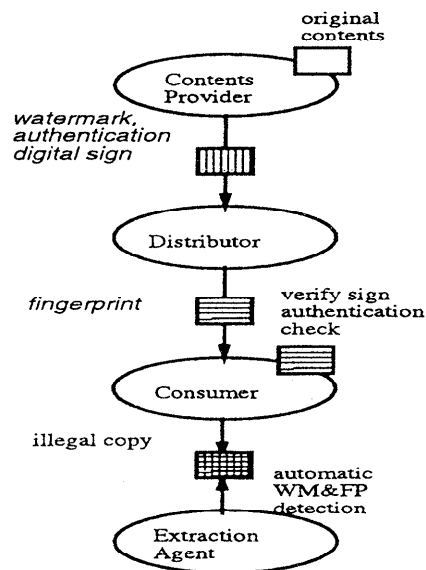 original
contents
Contents
Provider
watermark,
authentication
digital sign
Distributor
fingerprint
verify sign
authentication
check
Consumer
illegal copy
automatic
WM&FP
detection
Extraction
Agent